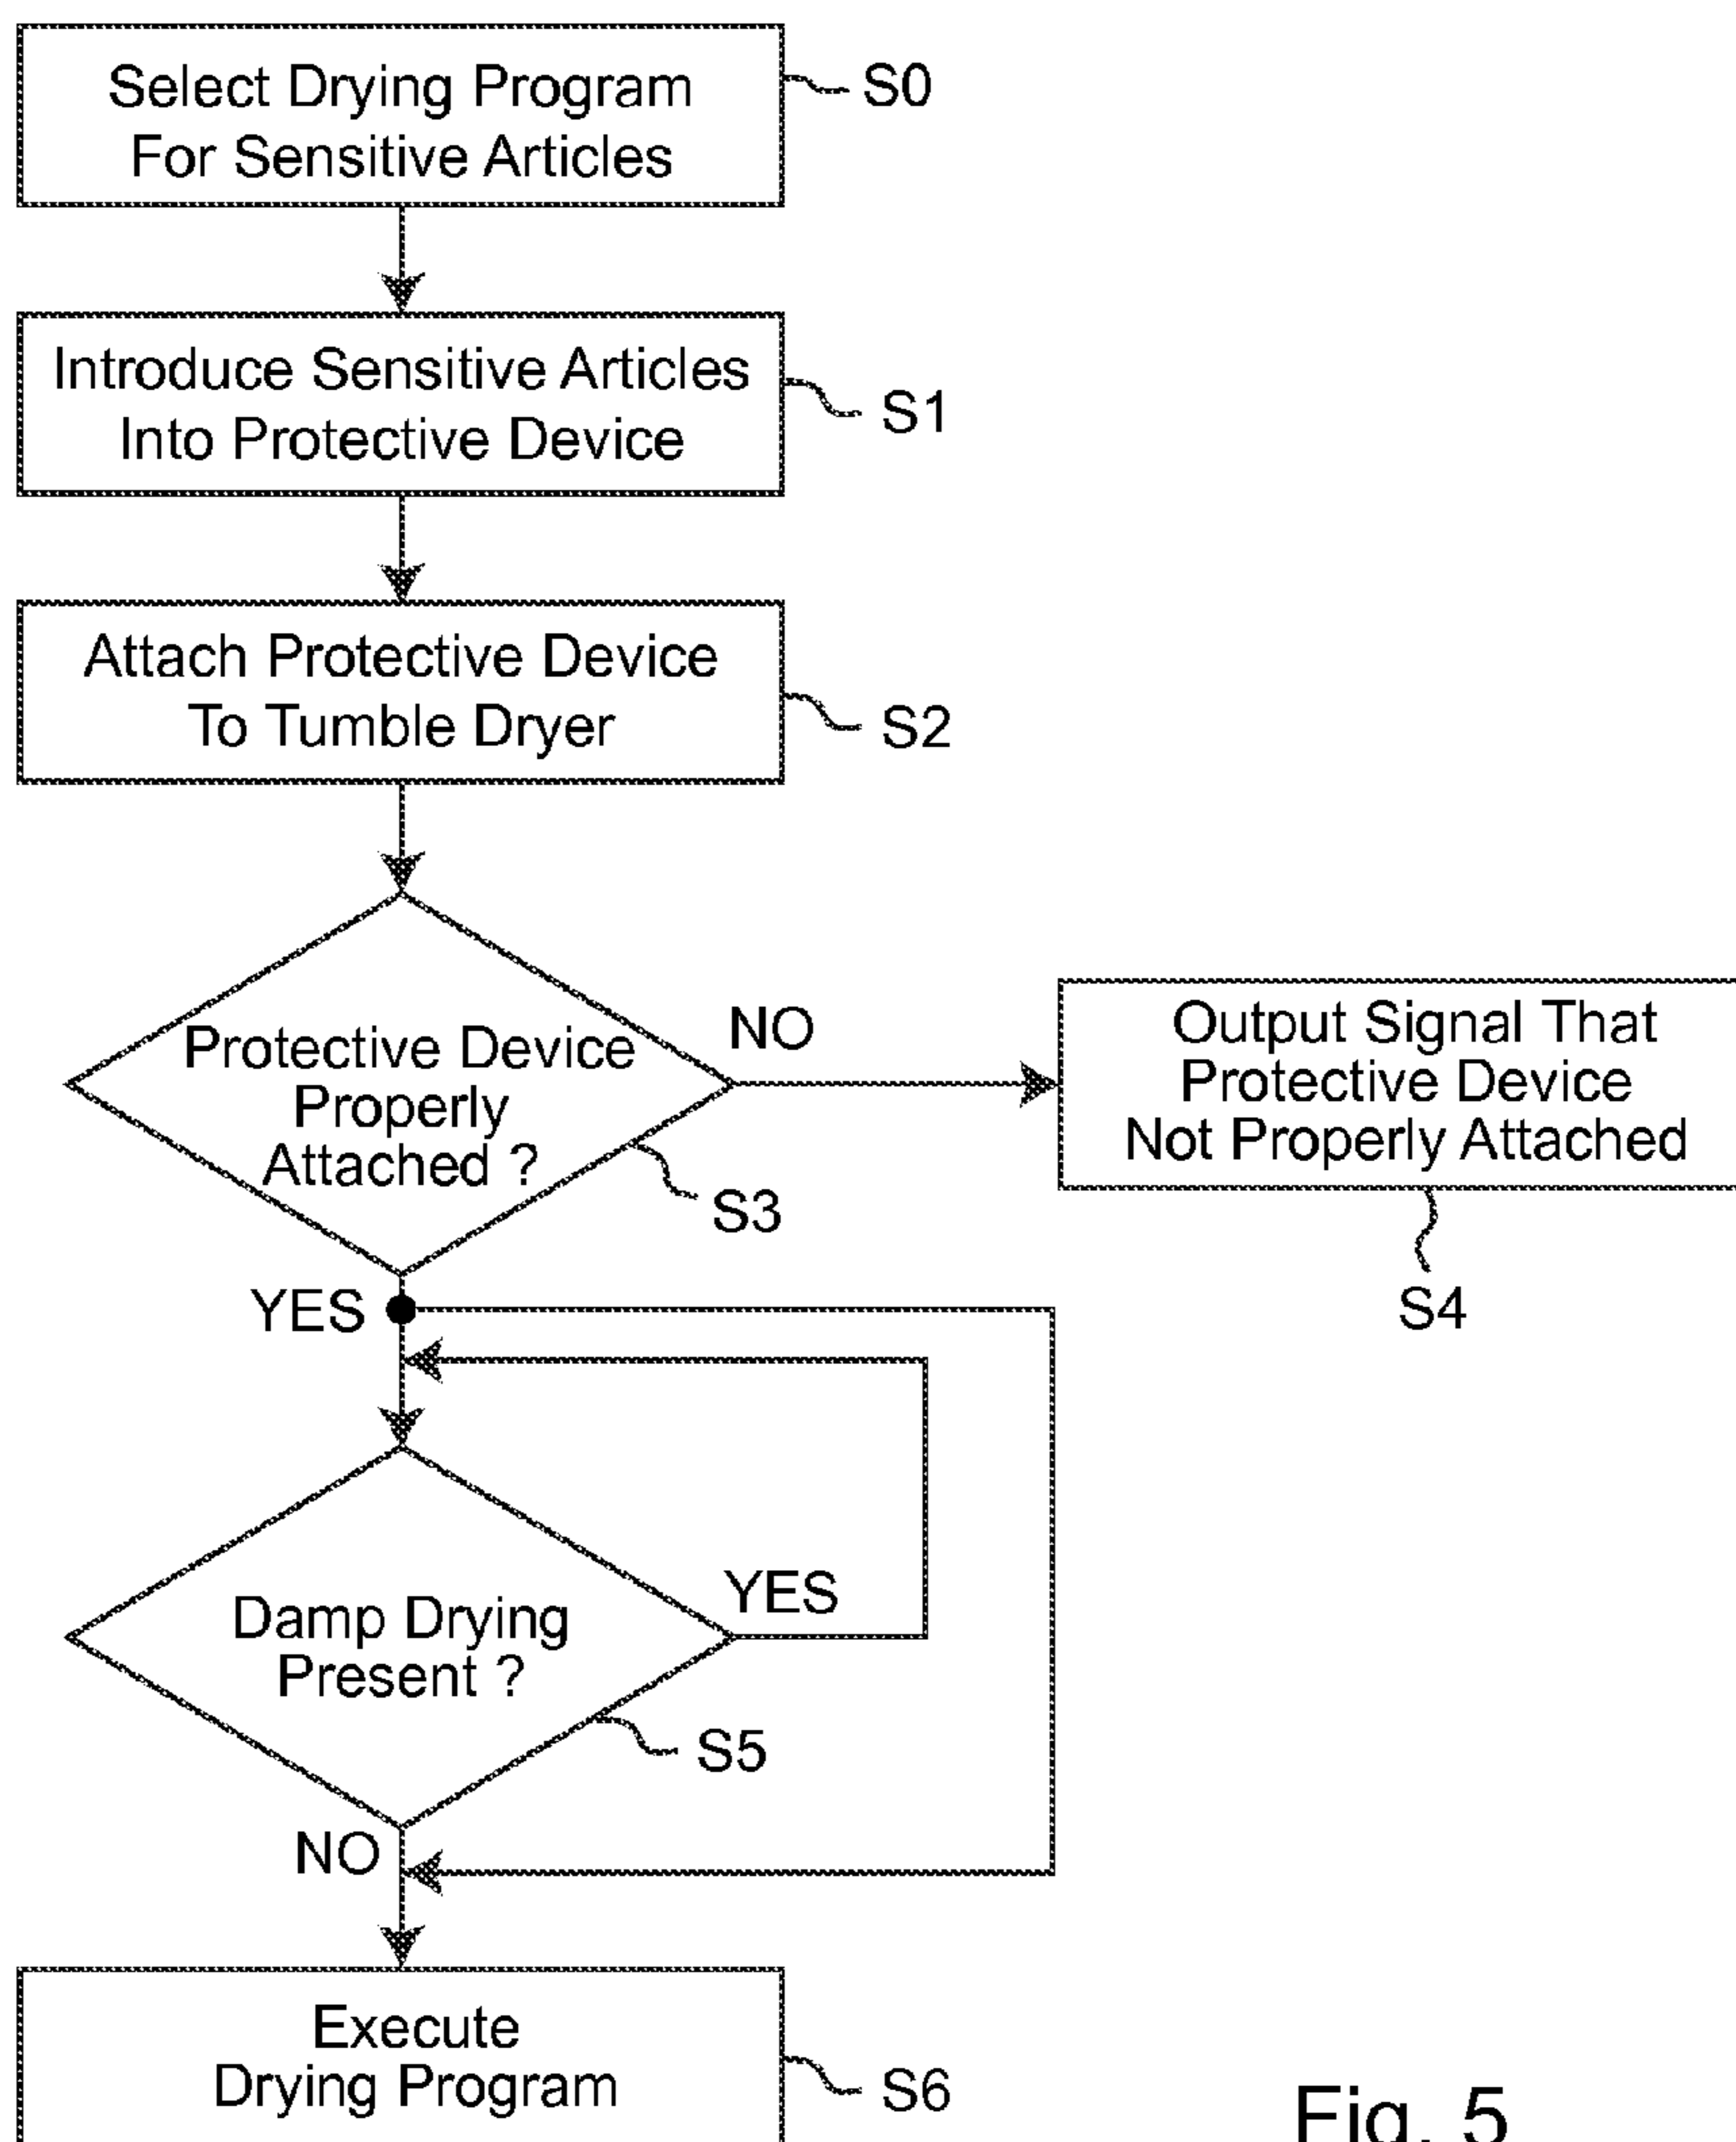 Select Drying Program
For Sensitive Articles
S0
Introduce Sensitive Articles
Into Protective Device
S1
Attach Protective Device
To Tumble Dryer
S2
Protective Device
Properly
Attached ?
S3
NO
Output Signal That
Protective Device
Not Properly Attached
S4
YES
Damp Drying
Present ?
YES
S5
NO
Execute
Drying Program
S6
Fig. 5